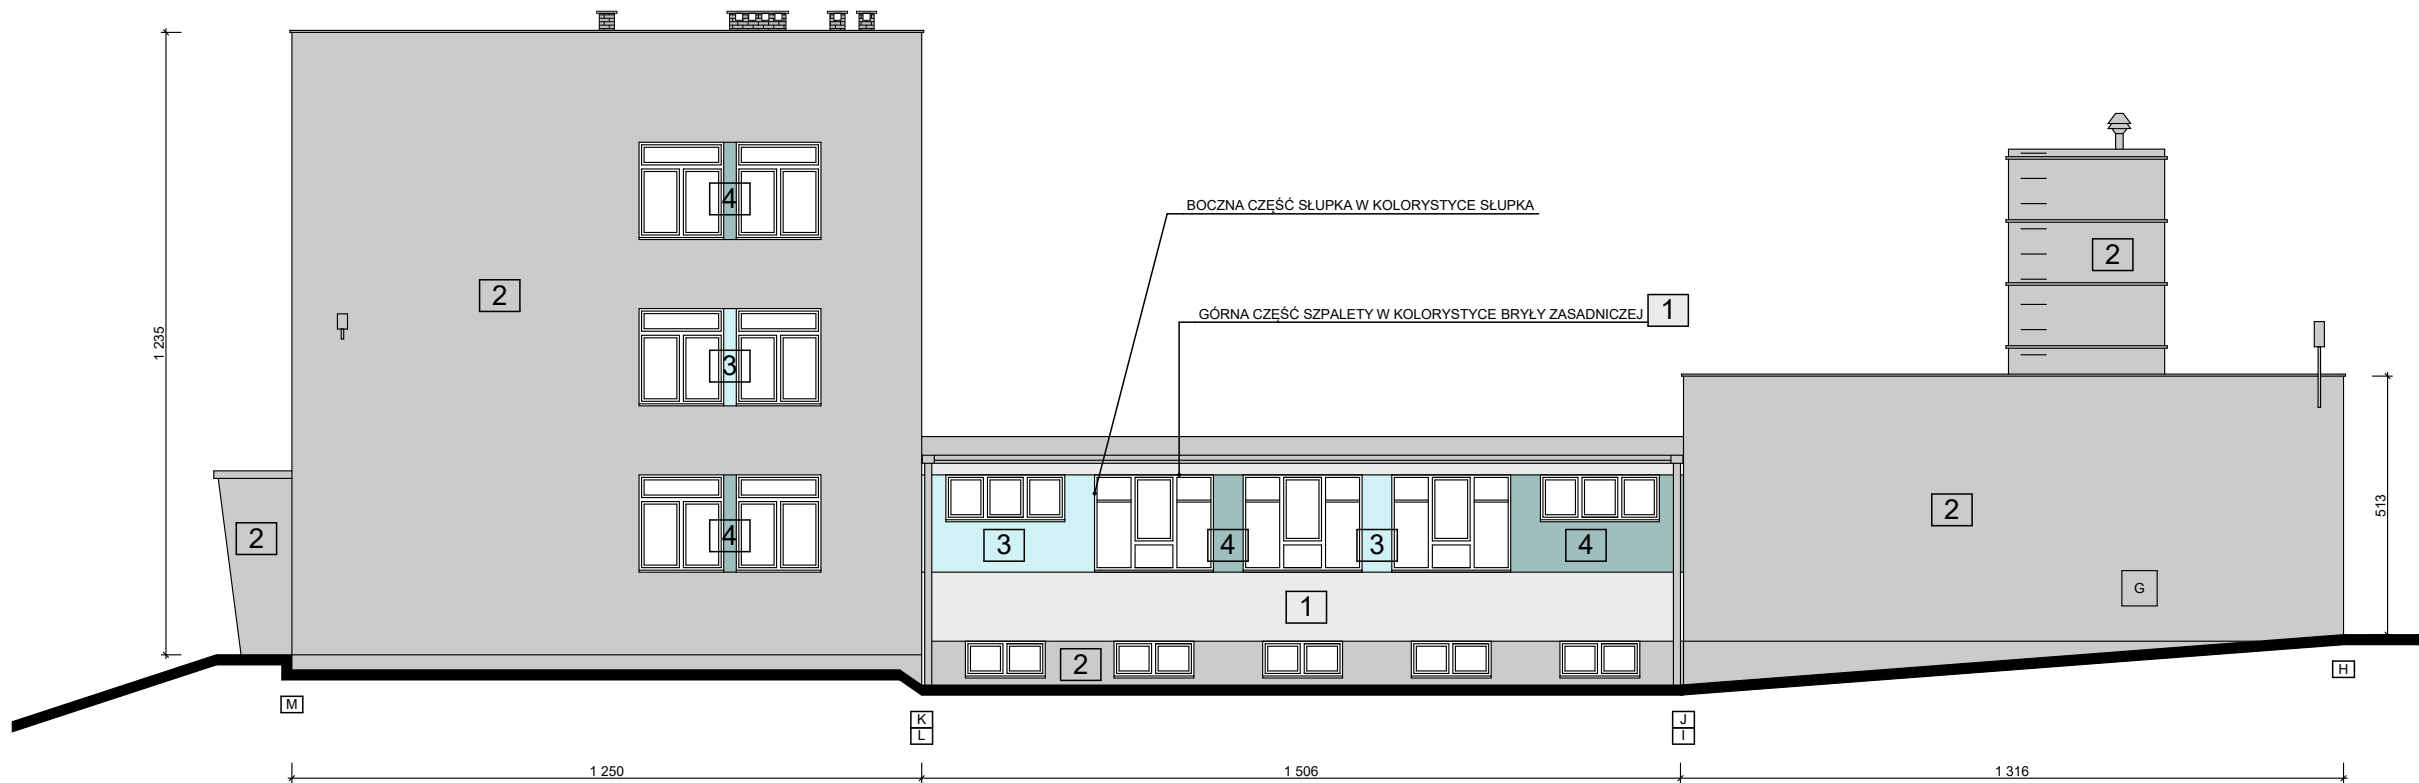 4
BOCZNA CZĘŚĆ SŁUPKA W KOLORYSTYCE SŁUPKA
2
2
1
GÓRNA CZĘŚĆ SZPALETY W KOLORYSTYCE BRYŁY ZASADNICZEJ
1 235
3
513
2
2
4
3
4
3
4
G
1
2
H
M
K
L
J
I
1 250
1 506
1 316